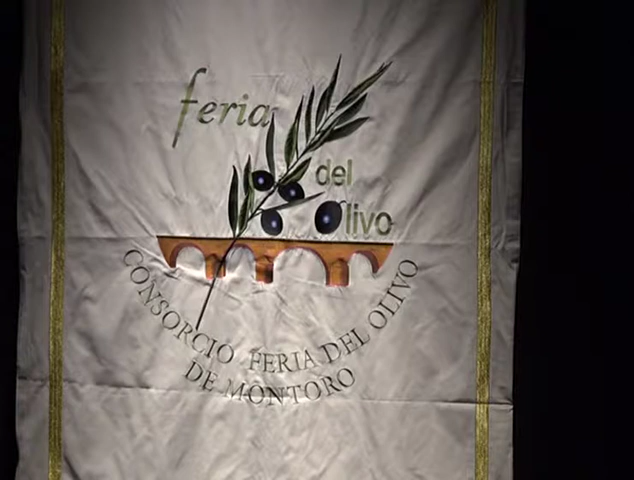 feria
del
Olivo
CONSORCIO FERIA DEL OLIVO
DE MONTORO